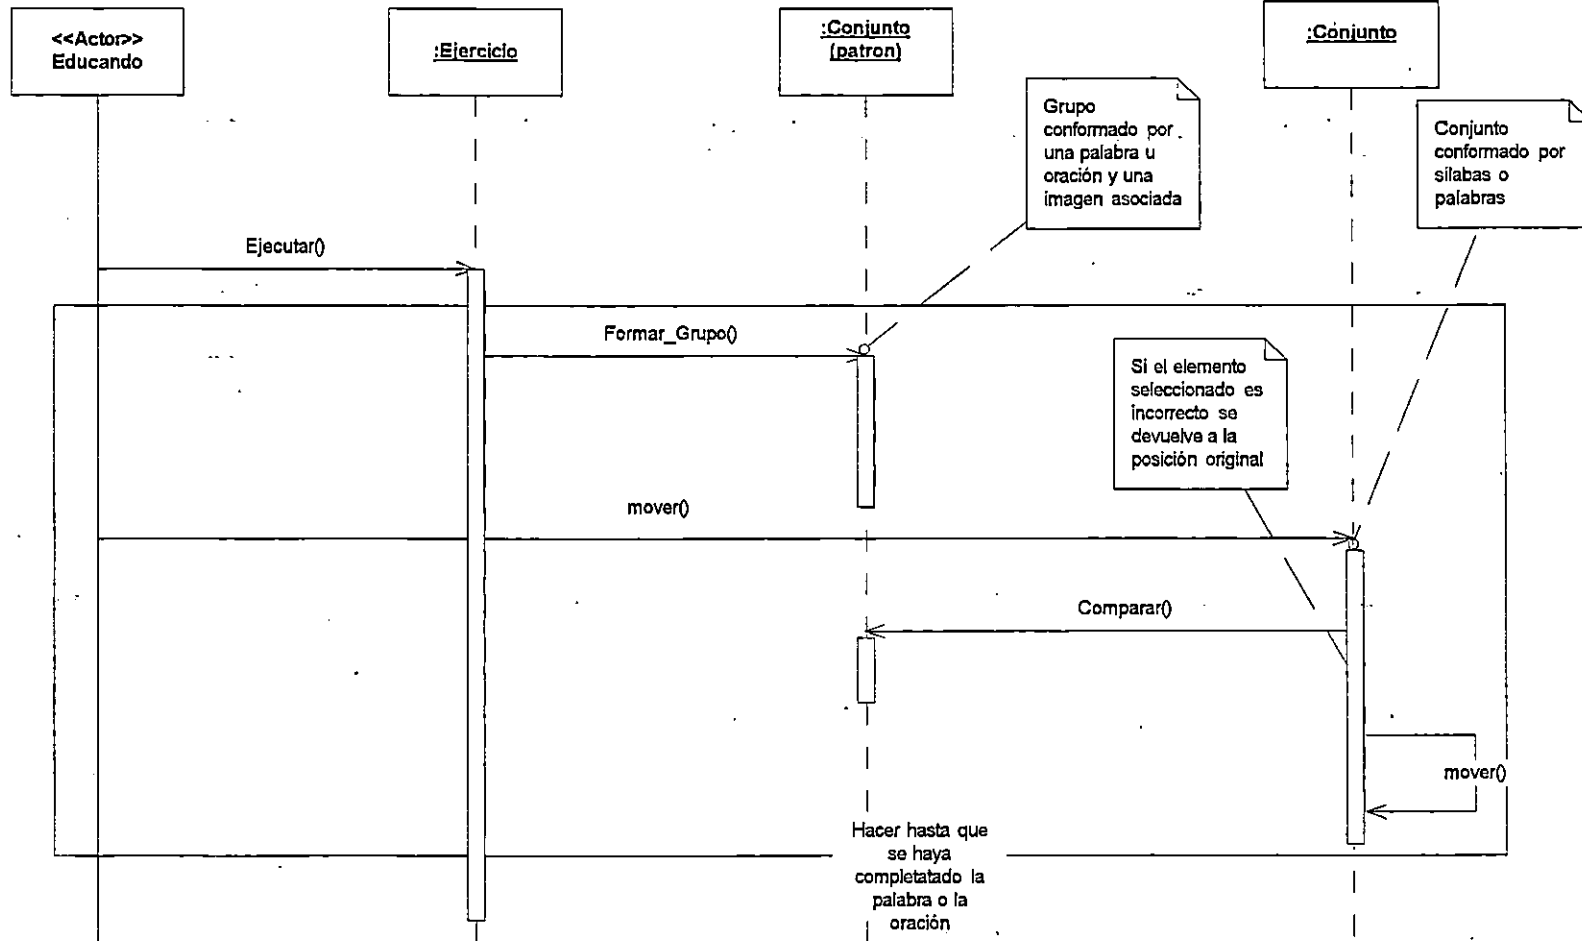 <<Actor>>
Educando
:Ejercicio
:Conjunto
(patron)
:Conjunto
Grupo
conformado por
una palabra u
oración y una
imagen asociada
Conjunto
conformado por
sílabas o
palabras
Ejecutar()
Formar_Grupo()
Si el elemento
seleccionado es
incorrecto se
devuelve a la
posición original
mover()
Comparar()
mover()
Hacer hasta que
se haya
completatado la
palabra o la
oración